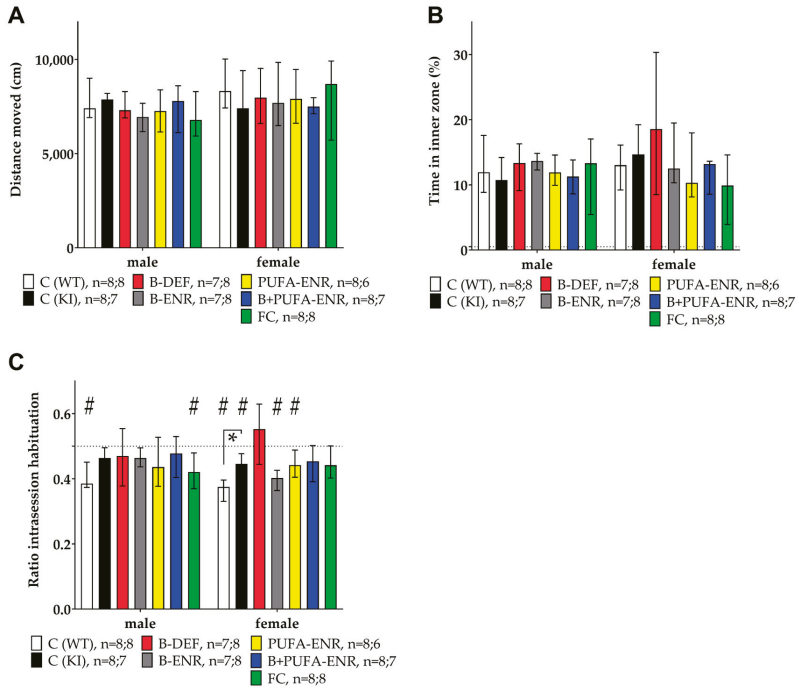 A
Distance moved (cm)
10,000
5,000
0
male female
C (WT), n=8;8 B-DEF, n=7;8 PUFA-ENR, n=8;6
C (KI), n=8;7 B-ENR, n=7;8 B+PUFA-ENR, n=8;7
FC, n=8;8
B
Time in inner zone (%)
30
20
10
0
male female
C (WT), n=8;8 B-DEF, n=7;8 PUFA-ENR, n=8;6
C (KI), n=8;7 B-ENR, n=7;8 B+PUFA-ENR, n=8;7
FC, n=8;8
C
Ratio intrasession habituation
# # # # # #
*
0.6
0.4
0.2
0.0
male female
C (WT), n=8;8 B-DEF, n=7;8 PUFA-ENR, n=8;6
C (KI), n=8;7 B-ENR, n=7;8 B+PUFA-ENR, n=8;7
FC, n=8;8